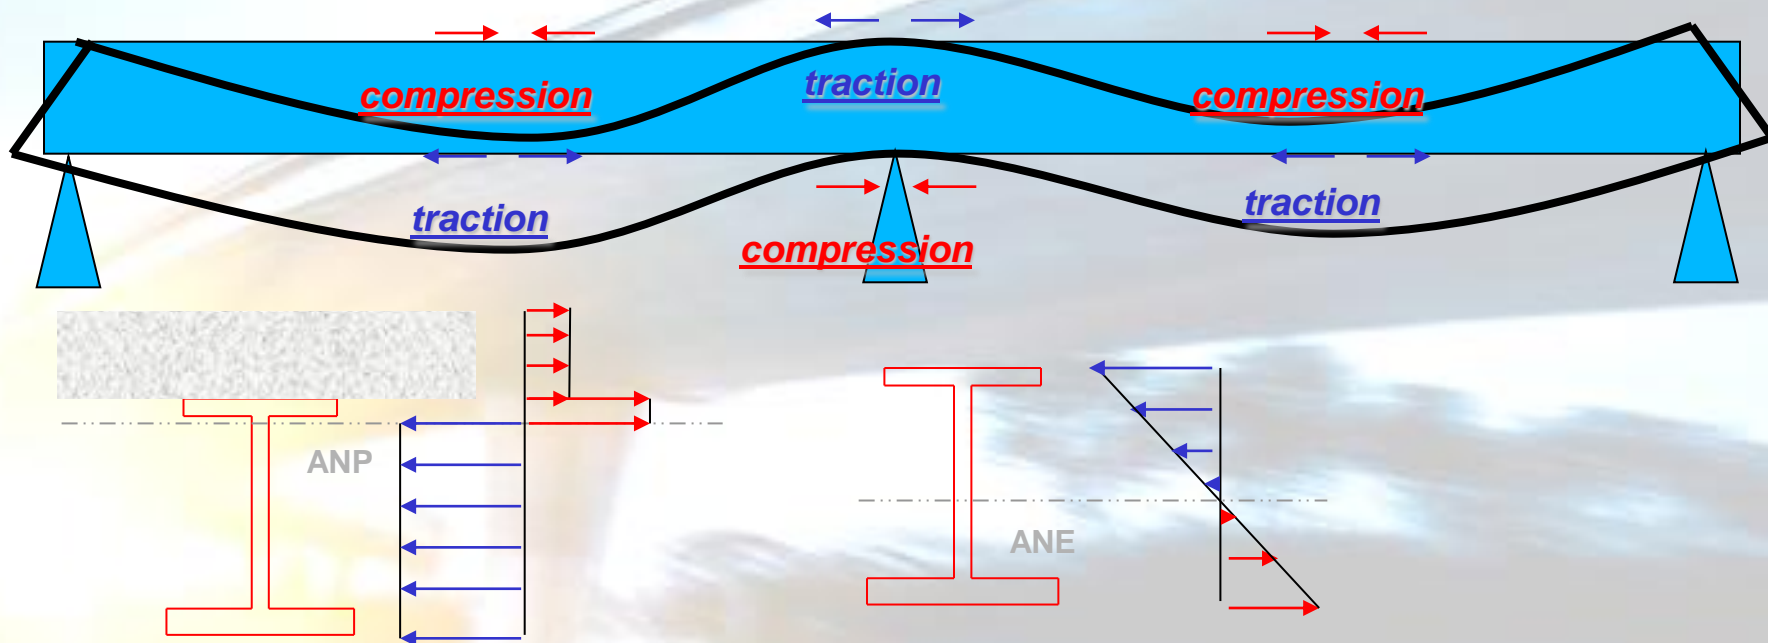 traction
compression
compression
traction
traction
compression
ANP
ANE